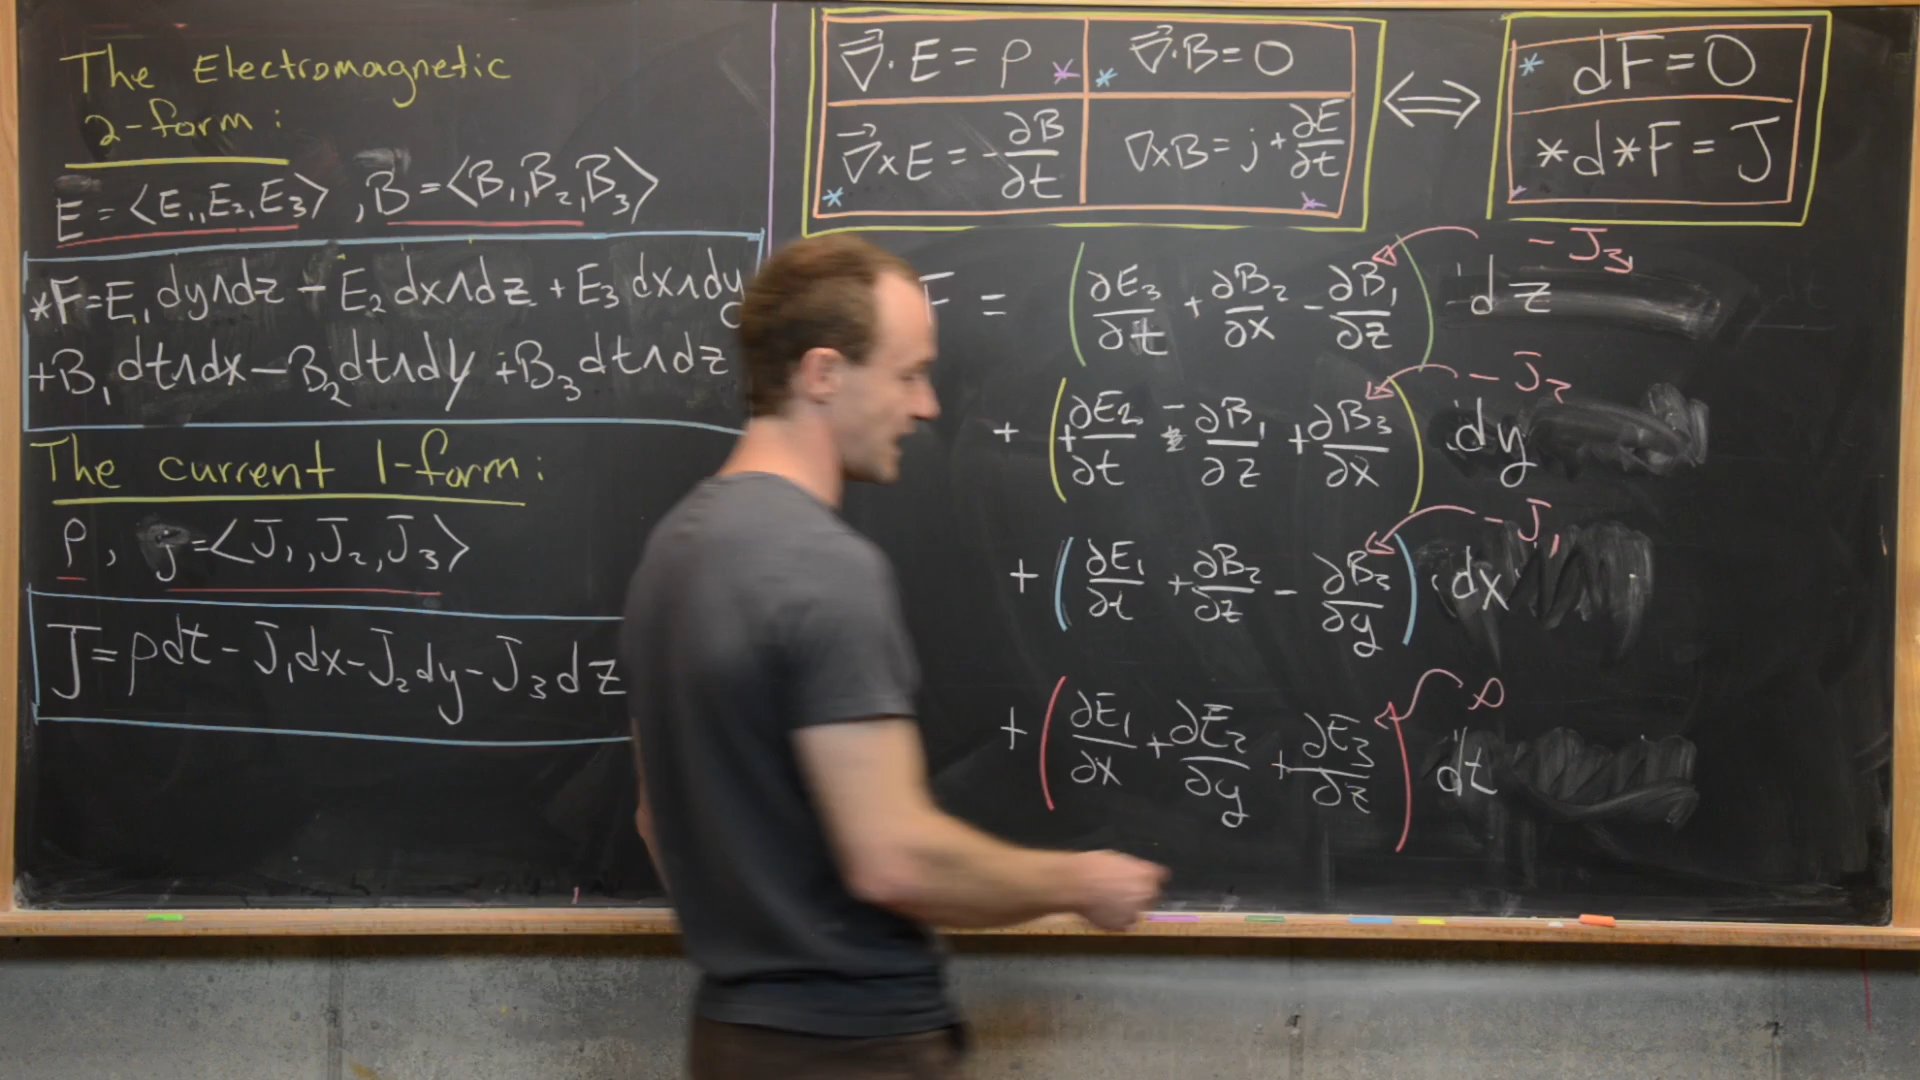 The Electromagnetic
2-form:
E = ⟨E₁, E₂, E₃⟩ , B = ⟨B₁, B₂, B₃⟩
*F = E₁ dy∧dz − E₂ dx∧dz + E₃ dx∧dy
+ B₁ dt∧dx − B₂ dt∧dy + B₃ dt∧dz
The current 1-form:
ρ , j = ⟨J₁, J₂, J₃⟩
J = ρdt − J₁dx − J₂dy − J₃dz
∇⃗·E = ρ *
* ∇⃗·B = 0
∇⃗×E = −∂B/∂t *
∇×B = j + ∂E/∂t *
⟺
* dF = 0
*d*F = J
F = (∂E₃/∂t + ∂B₂/∂x − ∂B₁/∂z) dz − J₃
+ (+∂E₂/∂t − ∂B₁/∂z + ∂B₃/∂x) dy − J₂
+ (∂E₁/∂t + ∂B₂/∂z − ∂B₃/∂y) dx − J₁
+ (∂E₁/∂x + ∂E₂/∂y + ∂E₃/∂z) dt ρ